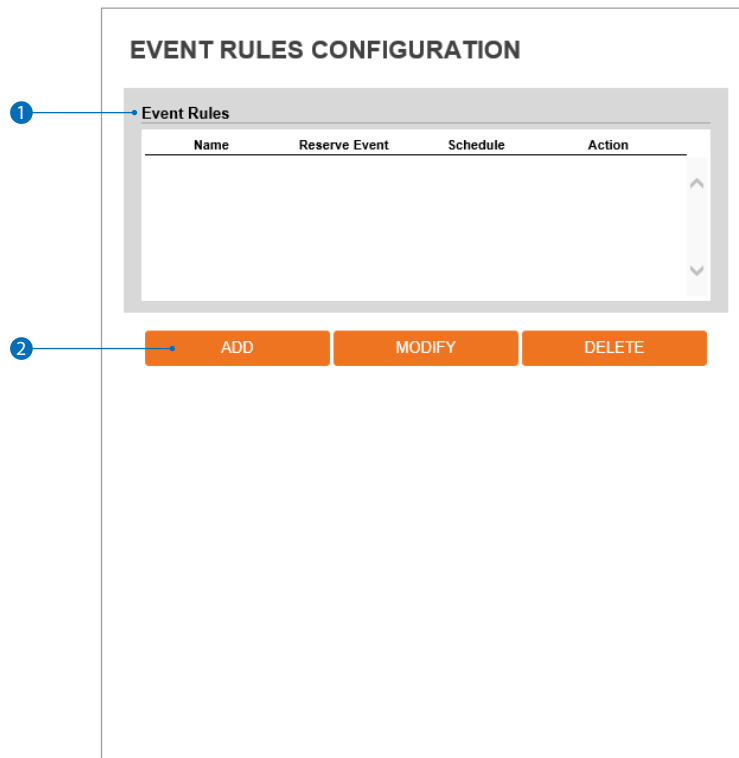 EVENT RULES CONFIGURATION
1
Event Rules
Name Reserve Event Schedule Action
2
ADD MODIFY DELETE